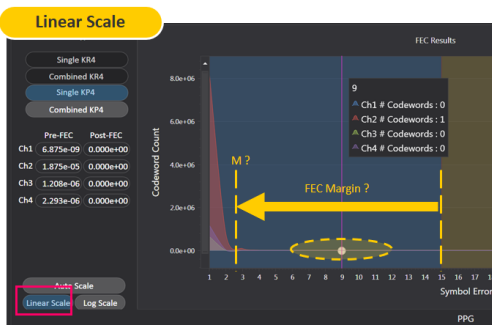 Linear Scale
FEC Results
Single KR4
Combined KR4
Single KP4
Combined KP4
Pre-FEC Post-FEC
Ch1 6.875e-09 0.000e+00
Ch2 1.875e-05 0.000e+00
Ch3 1.208e-06 0.000e+00
Ch4 2.293e-06 0.000e+00
Auto Scale
Linear Scale Log Scale
Codeword Count
8.0e+06
6.0e+06
4.0e+06
2.0e+06
0.0e+00
9
Ch1 # Codewords : 0
Ch2 # Codewords : 1
Ch3 # Codewords : 0
Ch4 # Codewords : 0
M ?
FEC Margin ?
1 2 3 4 5 6 7 8 9 10 11 12 13 14 15 16 17
Symbol Error
PPG